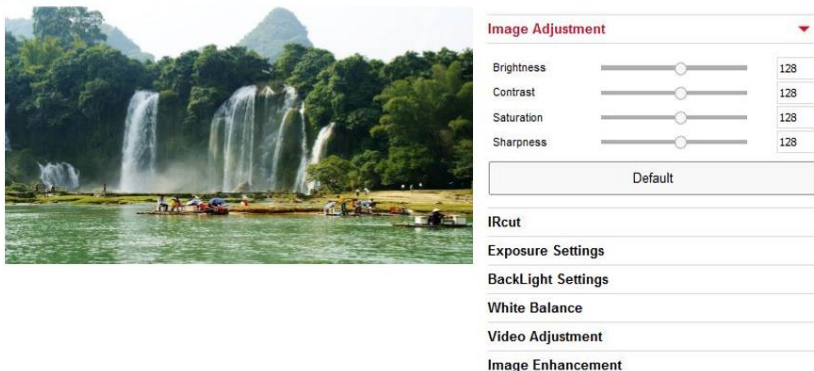 Image Adjustment
Brightness 128
Contrast 128
Saturation 128
Sharpness 128
Default
IRcut
Exposure Settings
BackLight Settings
White Balance
Video Adjustment
Image Enhancement